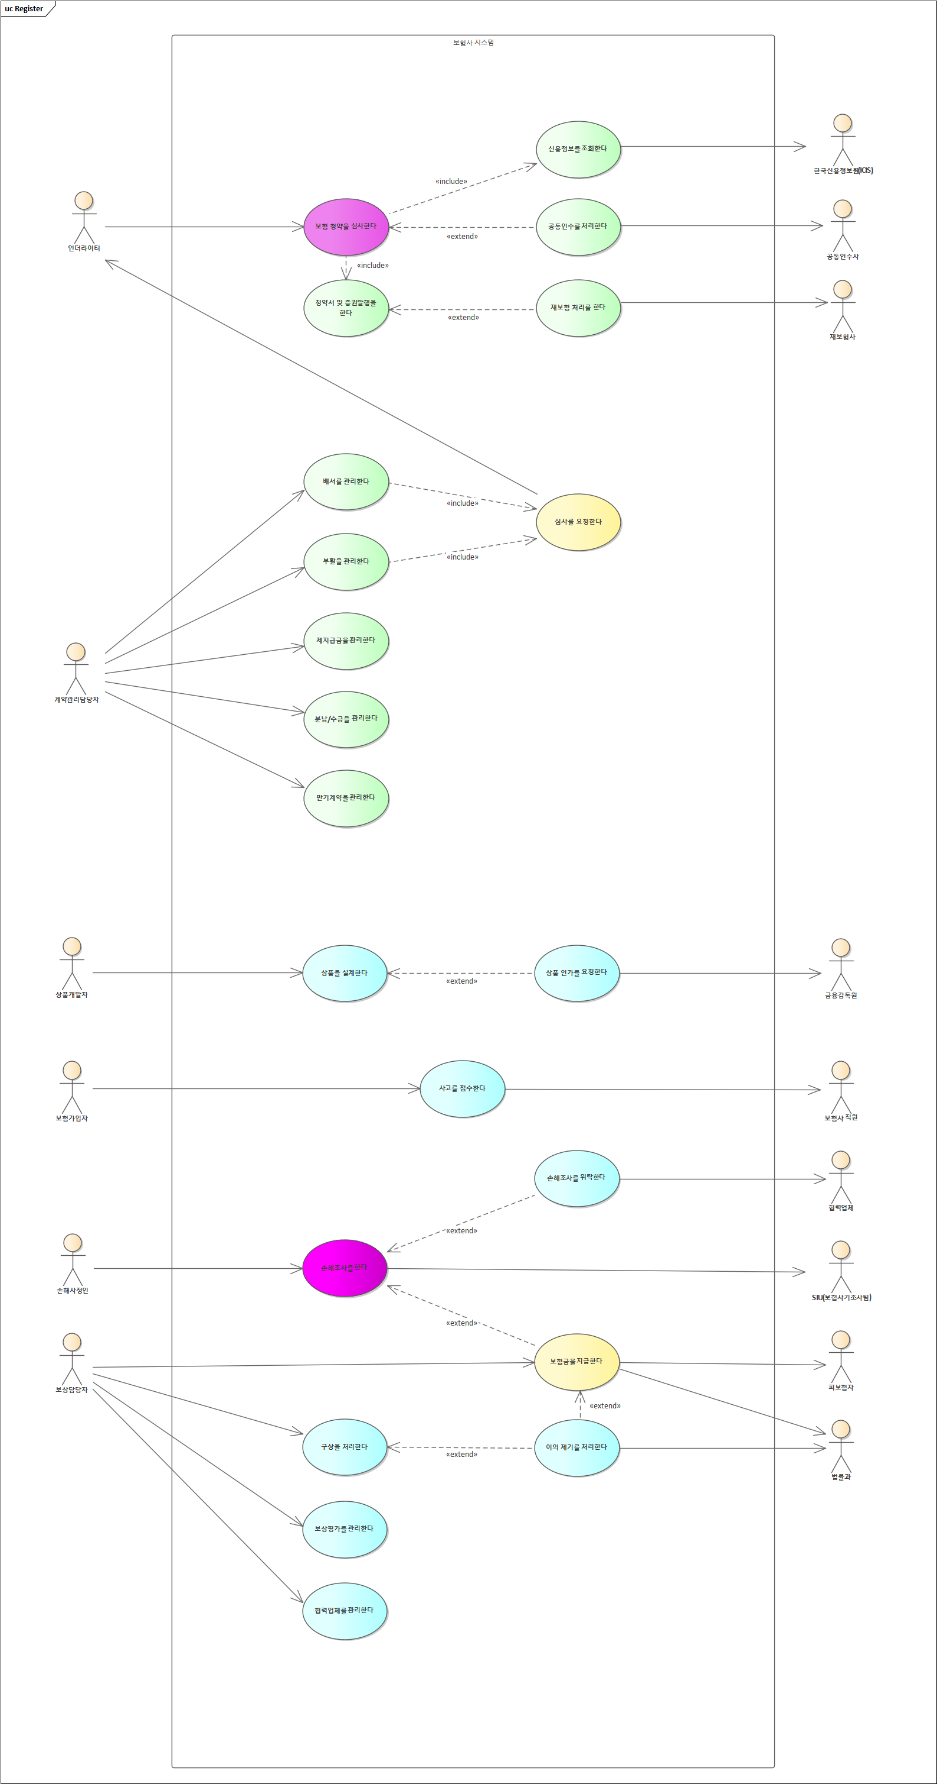 uc Register
보험사 시스템
신용정보를 조회한다
한국신용정보원(ICIS)
«include»
언더라이터
보험 청약을 심사한다
«extend»
공동인수를 처리한다
공동인수사
«include»
청약서 및 증권발행을
한다
«extend»
재보험 처리를 한다
재보험사
배서를 관리한다
«include»
심사를 요청한다
부활을 관리한다
«include»
제지급금을 관리한다
계약관리담당자
분납/수금을 관리한다
만기계약을 관리한다
상품개발자
상품을 설계한다
«extend»
상품 인가를 요청한다
금융감독원
보험가입자
사고를 접수한다
보험사 직원
손해조사를 위탁한다
협력업체
«extend»
손해사정인
손해조사를 한다
SIU(보험사기조사팀)
«extend»
보상담당자
보험금을 지급한다
피보험자
«extend»
구상을 처리한다
«extend»
이의 제기를 처리한다
법률과
보상평가를 관리한다
협력업체를 관리한다